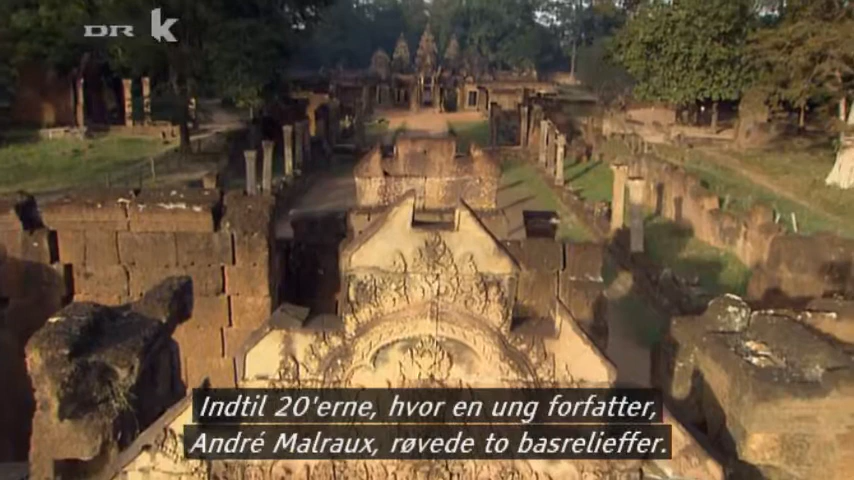 DR k
Indtil 20'erne, hvor en ung forfatter,
André Malraux, røvede to basrelieffer.